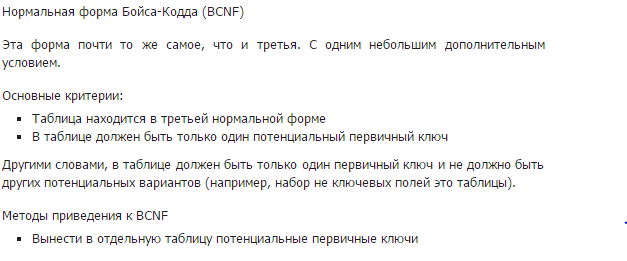 Нормальная форма Бойса-Кодда (BCNF)
Эта форма почти то же самое, что и третья. С одним небольшим дополнительным
условием.
Основные критерии:
▪ Таблица находится в третьей нормальной форме
▪ В таблице должен быть только один потенциальный первичный ключ
Другими словами, в таблице должен быть только один первичный ключ и не должно быть
других потенциальных вариантов (например, набор не ключевых полей это таблицы).
Методы приведения к BCNF
▪ Вынести в отдельную таблицу потенциальные первичные ключи